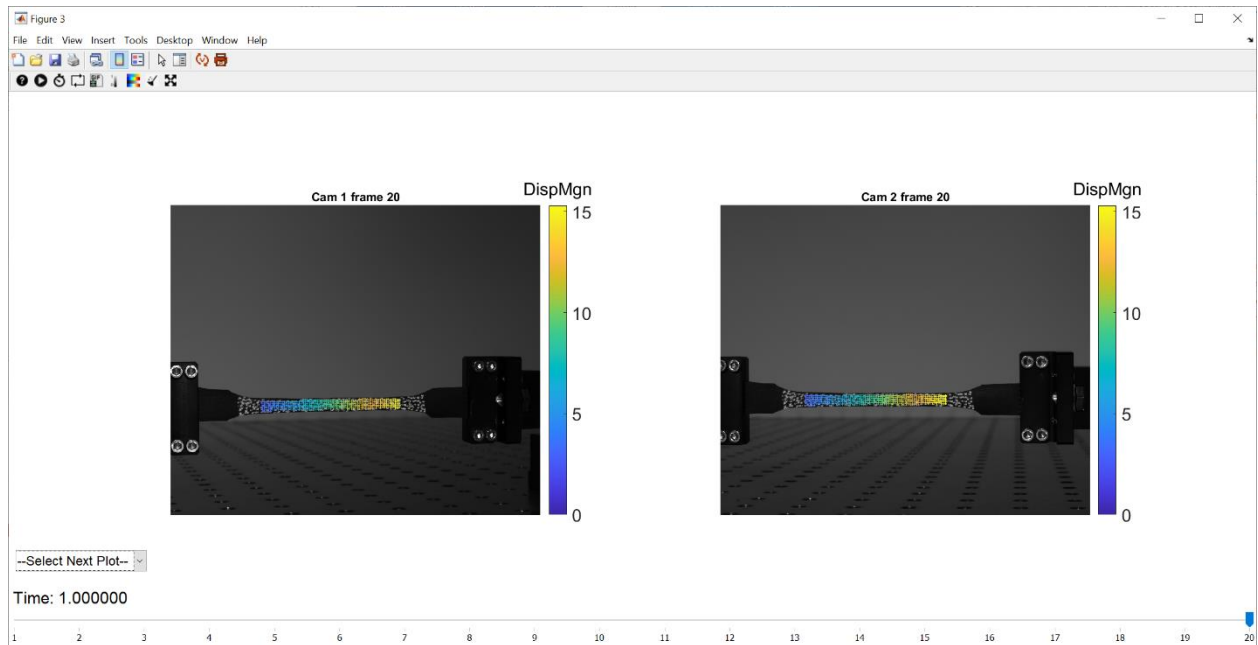 Figure 3
File Edit View Insert Tools Desktop Window Help
Cam 1 frame 20
DispMgn
15
10
5
0
Cam 2 frame 20
DispMgn
15
10
5
0
--Select Next Plot--
Time: 1.000000
1 2 3 4 5 6 7 8 9 10 11 12 13 14 15 16 17 18 19 20